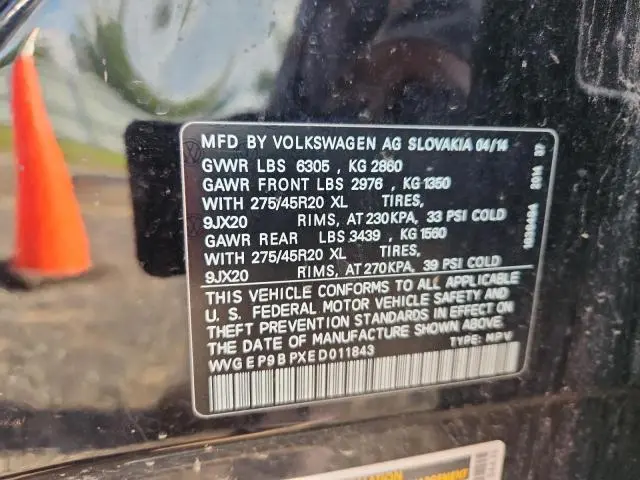 MFD BY VOLKSWAGEN AG SLOVAKIA 04/14
GVWR LBS 6305 , KG 2860
GAWR FRONT LBS 2976 , KG 1350
WITH 275/45R20 XL TIRES,
9JX20 RIMS, AT 230KPA, 33 PSI COLD
GAWR REAR LBS 3439 , KG 1560
WITH 275/45R20 XL TIRES,
9JX20 RIMS, AT 270KPA, 39 PSI COLD
THIS VEHICLE CONFORMS TO ALL APPLICABLE
U. S. FEDERAL MOTOR VEHICLE SAFETY AND
THEFT PREVENTION STANDARDS IN EFFECT ON
THE DATE OF MANUFACTURE SHOWN ABOVE.
WVGEP9BPXED011843 TYPE: MPV
2014 37